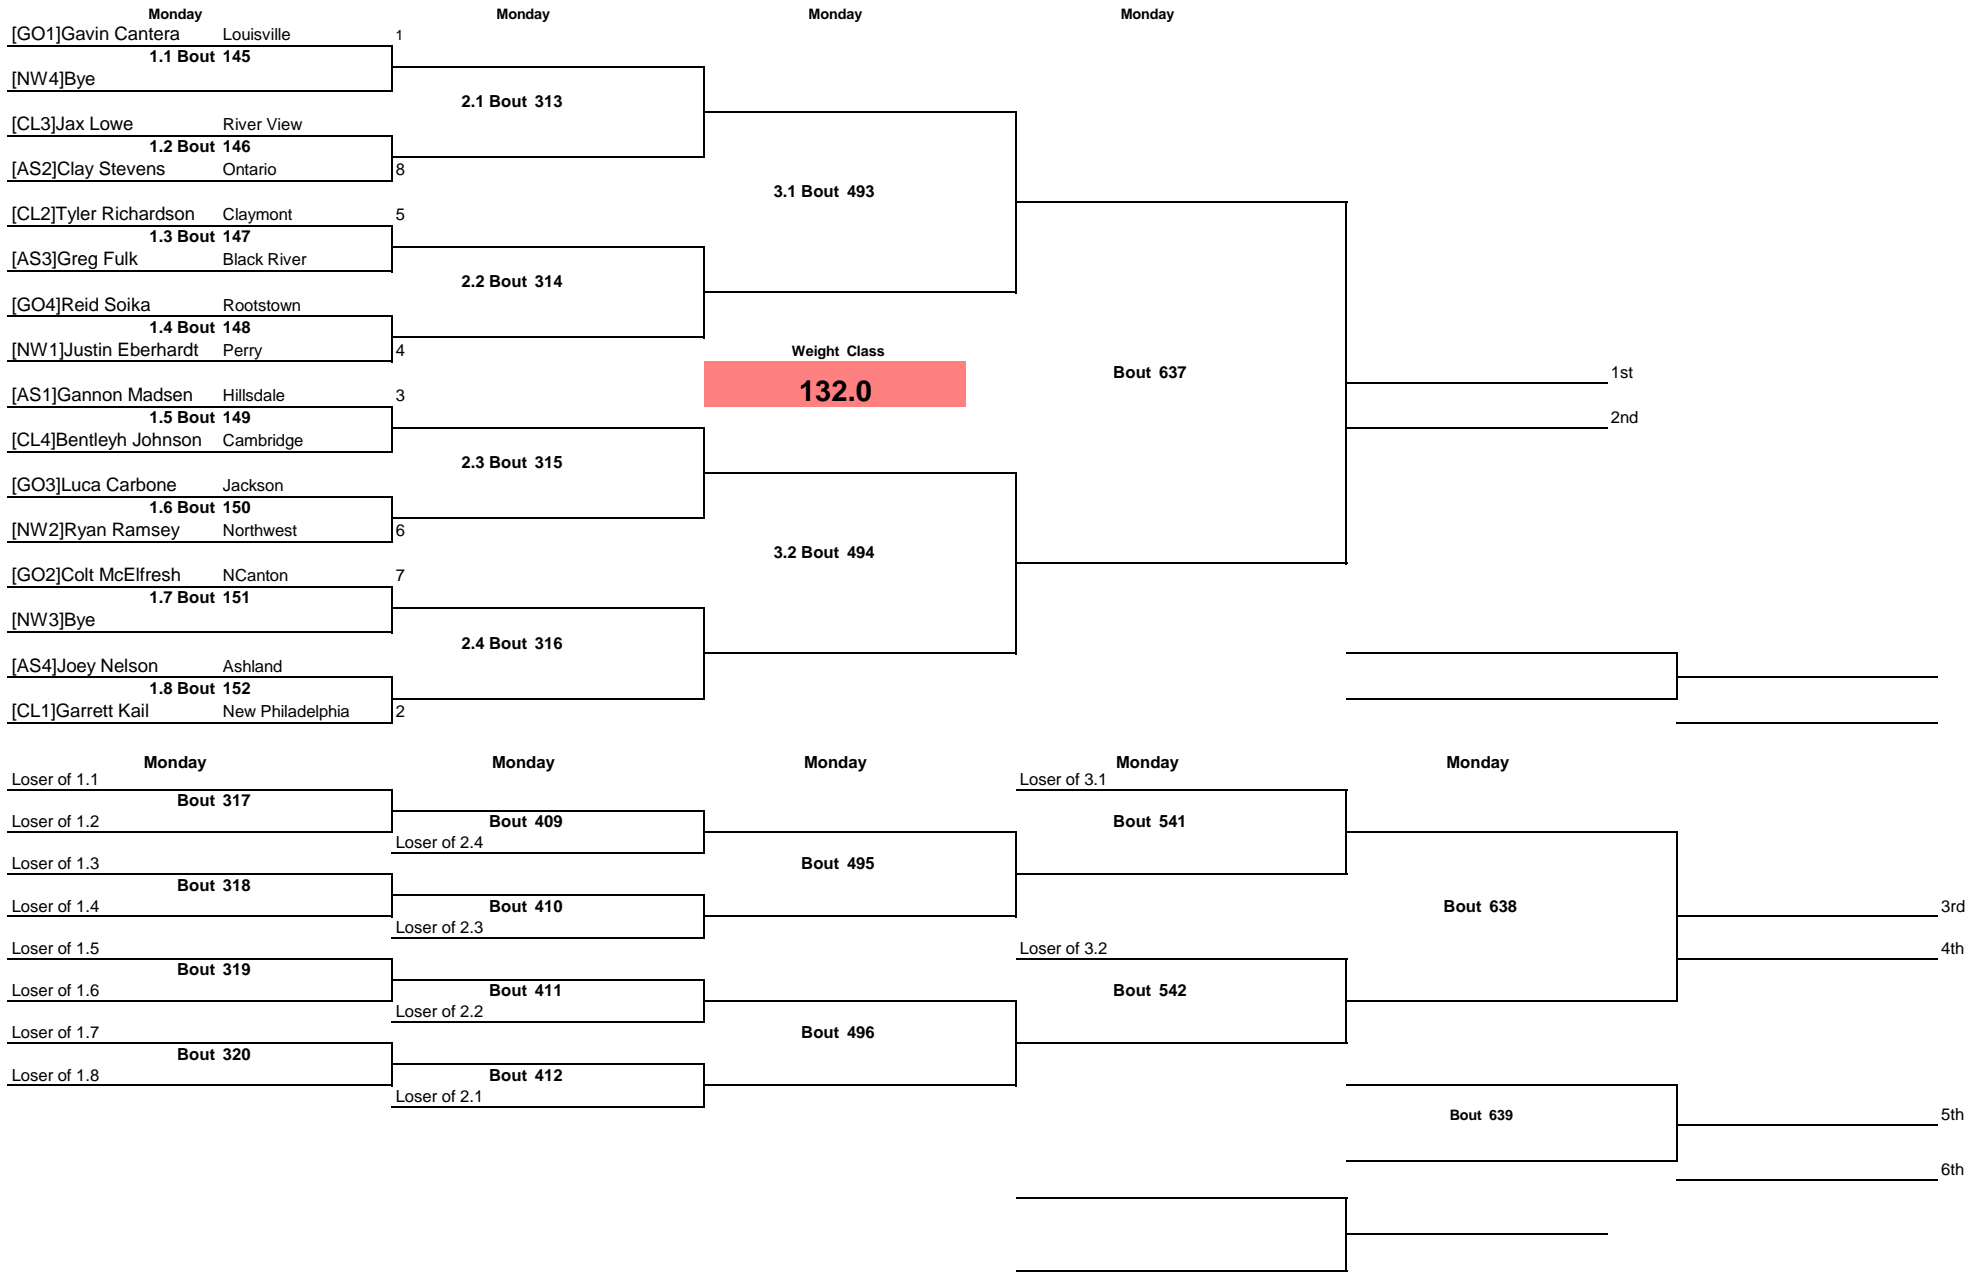 Monday Monday Monday Monday
[GO1]Gavin Cantera Louisville 1
1.1 Bout 145
[NW4]Bye
2.1 Bout 313
[CL3]Jax Lowe River View
1.2 Bout 146
[AS2]Clay Stevens Ontario 8
3.1 Bout 493
[CL2]Tyler Richardson Claymont 5
1.3 Bout 147
[AS3]Greg Fulk Black River
2.2 Bout 314
[GO4]Reid Soika Rootstown
1.4 Bout 148
[NW1]Justin Eberhardt Perry 4
Weight Class
Bout 637 1st
132.0
[AS1]Gannon Madsen Hillsdale 3
1.5 Bout 149 2nd
[CL4]Bentleyh Johnson Cambridge
2.3 Bout 315
[GO3]Luca Carbone Jackson
1.6 Bout 150
[NW2]Ryan Ramsey Northwest 6
3.2 Bout 494
[GO2]Colt McElfresh NCanton 7
1.7 Bout 151
[NW3]Bye
2.4 Bout 316
[AS4]Joey Nelson Ashland
1.8 Bout 152
[CL1]Garrett Kail New Philadelphia 2
Monday Monday Monday Monday Monday
Loser of 1.1 Loser of 3.1
Bout 317
Loser of 1.2 Bout 409 Bout 541
Loser of 2.4
Loser of 1.3 Bout 495
Bout 318
Loser of 1.4 Bout 410 Bout 638 3rd
Loser of 2.3
Loser of 1.5 Loser of 3.2 4th
Bout 319
Loser of 1.6 Bout 411 Bout 542
Loser of 2.2
Loser of 1.7 Bout 496
Bout 320
Loser of 1.8 Bout 412
Loser of 2.1
Bout 639 5th
6th